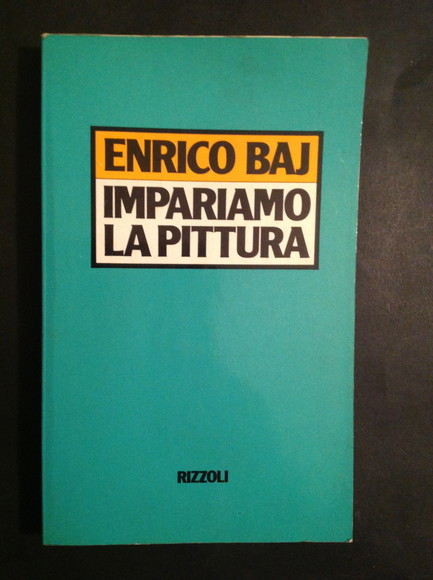 ENRICO BAJ
IMPARIAMO
LA PITTURA
RIZZOLI